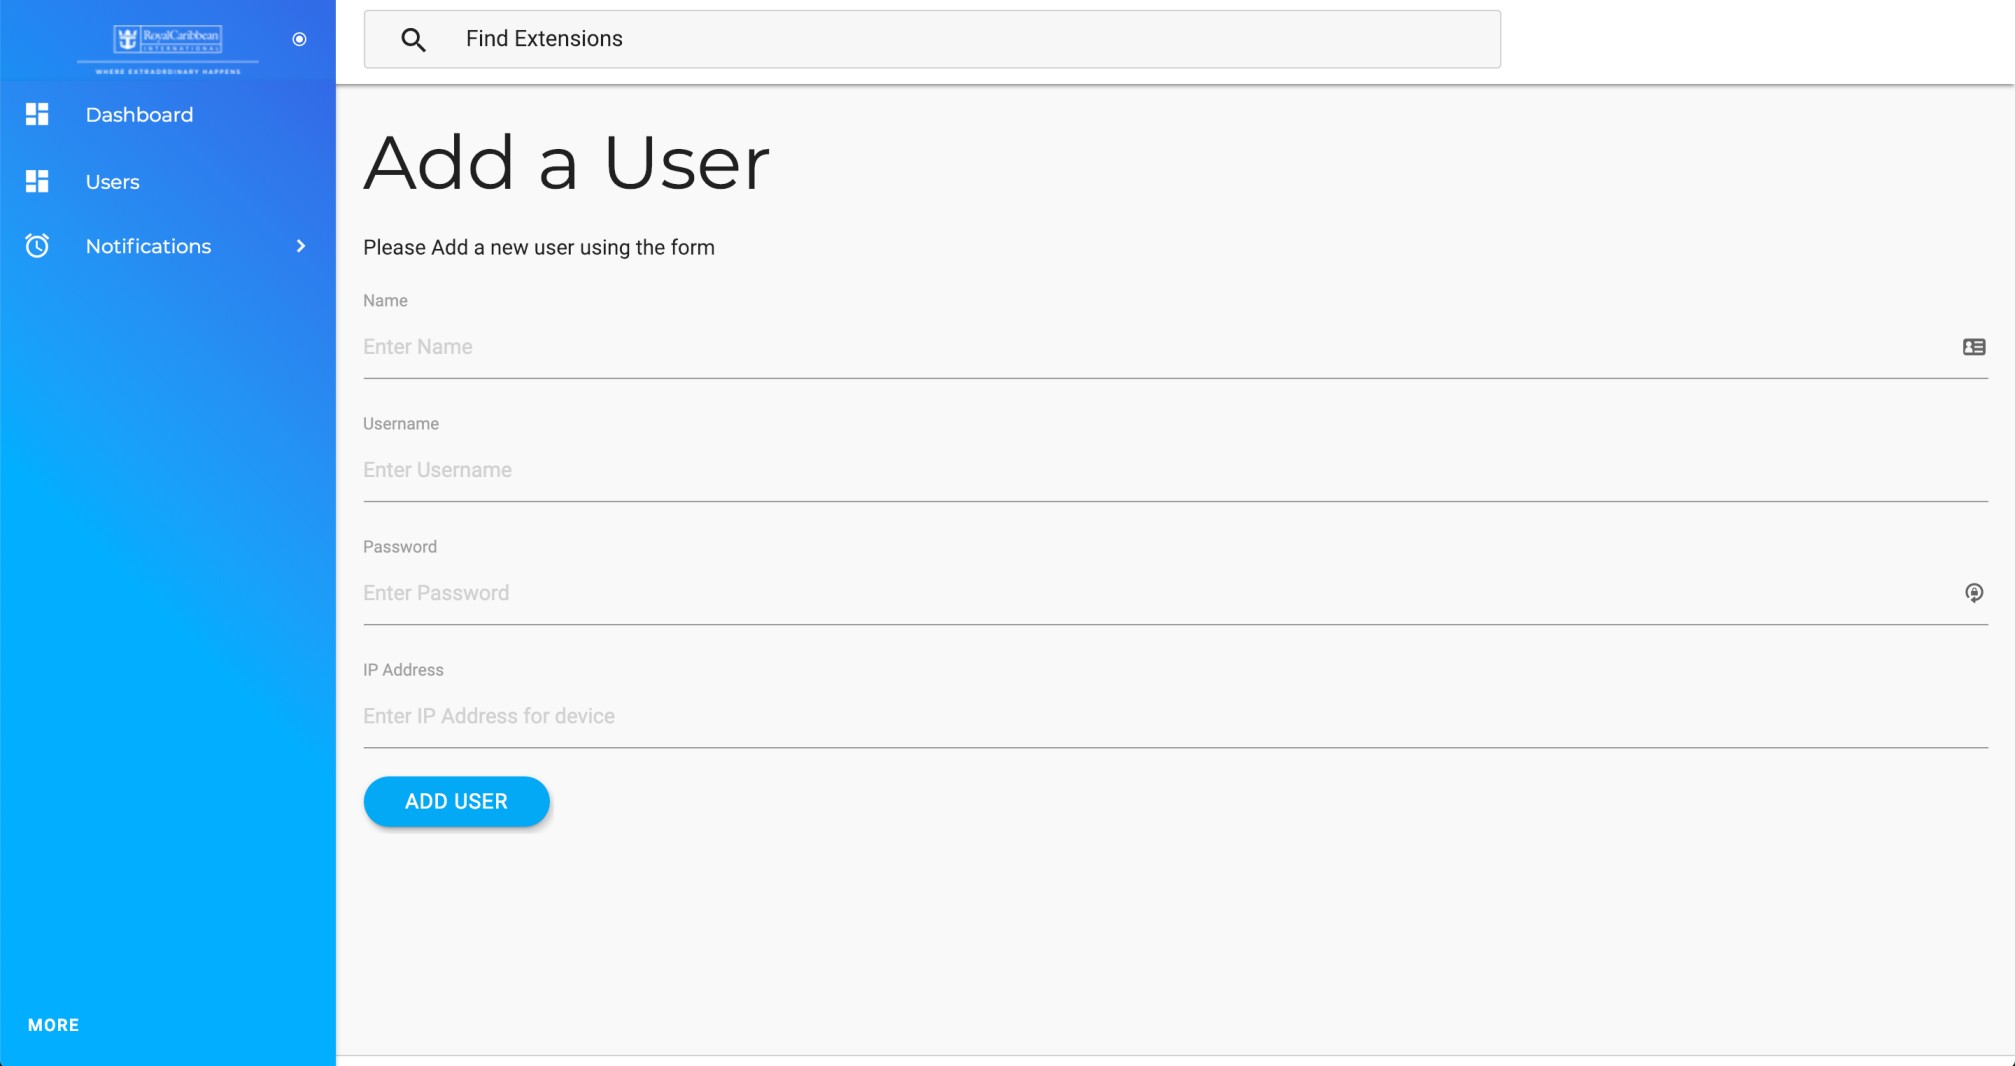 RoyalCaribbean
INTERNATIONAL
WHERE EXTRAORDINARY HAPPENS
Dashboard
Users
Notifications
MORE
Find Extensions
Add a User
Please Add a new user using the form
Name
Enter Name
Username
Enter Username
Password
Enter Password
IP Address
Enter IP Address for device
ADD USER